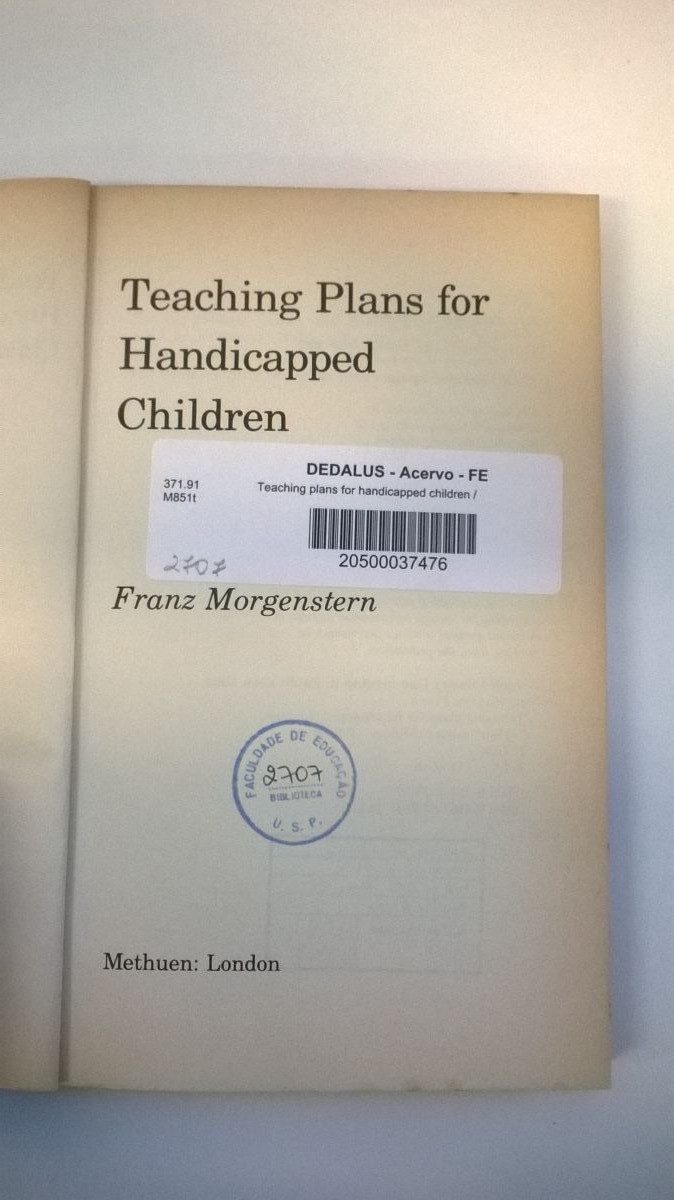 Teaching Plans for
Handicapped
Children
DEDALUS - Acervo - FE
371.91
M851t
Teaching plans for handicapped children /
20500037476
2707
Franz Morgenstern
FACULDADE DE EDUCAÇÃO
2707
BIBLIOTECA
U. S. P.
Methuen: London